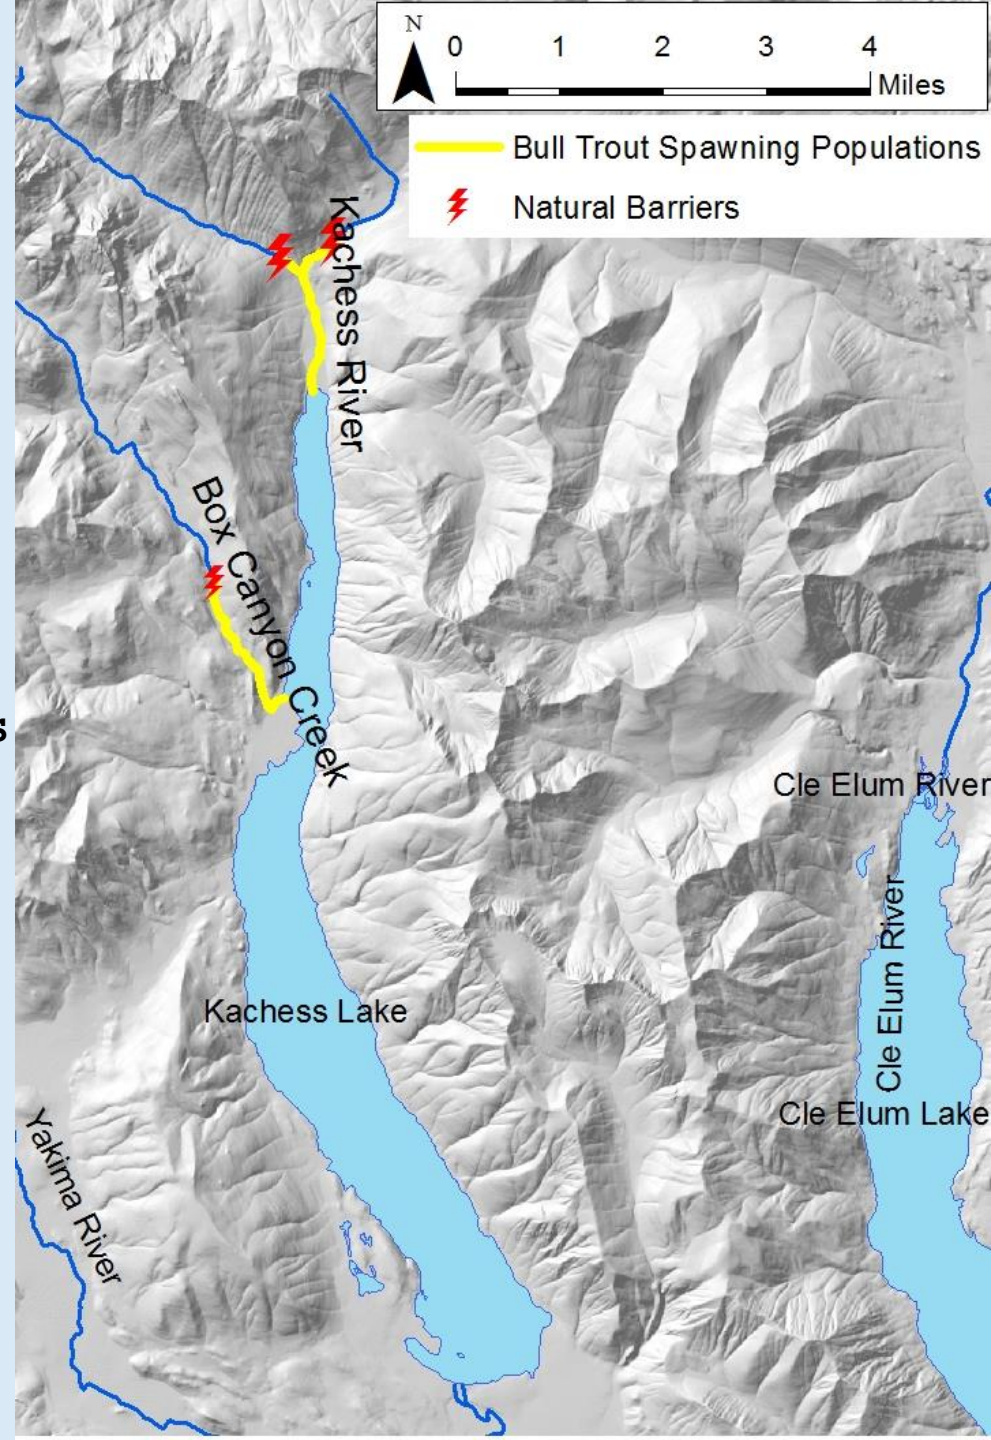 N
0 1 2 3 4
Miles
Bull Trout Spawning Populations
Natural Barriers
Kachess River
Box Canyon Creek
s
Cle Elum River
Cle Elum River
Kachess Lake
Cle Elum Lake
Yakima River